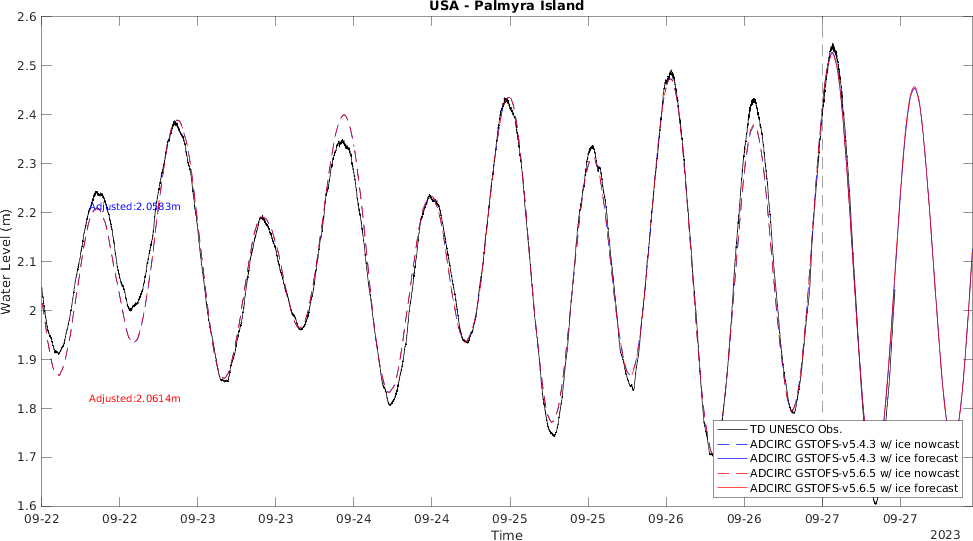 USA - Palmyra Island
2.6
2.5
2.4
2.3
2.2
2.1
2
1.9
1.8
1.7
1.6
Water Level (m)
Adjusted:2.0583m
Adjusted:2.0614m
TD UNESCO Obs.
ADCIRC GSTOFS-v5.4.3 w/ ice nowcast
ADCIRC GSTOFS-v5.4.3 w/ ice forecast
ADCIRC GSTOFS-v5.6.5 w/ ice nowcast
ADCIRC GSTOFS-v5.6.5 w/ ice forecast
09-22 09-22 09-23 09-23 09-24 09-24 09-25 09-25 09-26 09-26 09-27 09-27
Time
2023